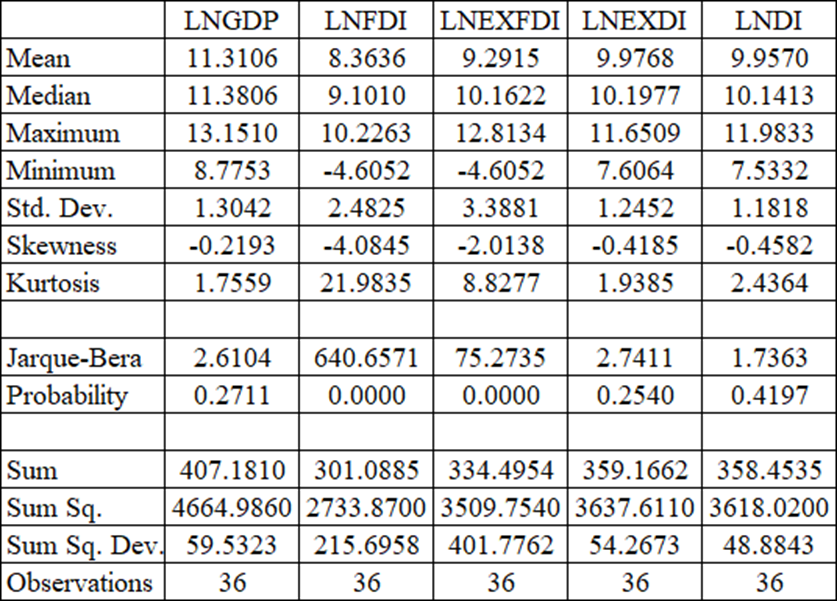 LNGDP LNFDI LNEXFDI LNEXDI LNDI
Mean 11.3106 8.3636 9.2915 9.9768 9.9570
Median 11.3806 9.1010 10.1622 10.1977 10.1413
Maximum 13.1510 10.2263 12.8134 11.6509 11.9833
Minimum 8.7753 -4.6052 -4.6052 7.6064 7.5332
Std. Dev. 1.3042 2.4825 3.3881 1.2452 1.1818
Skewness -0.2193 -4.0845 -2.0138 -0.4185 -0.4582
Kurtosis 1.7559 21.9835 8.8277 1.9385 2.4364
Jarque-Bera 2.6104 640.6571 75.2735 2.7411 1.7363
Probability 0.2711 0.0000 0.0000 0.2540 0.4197
Sum 407.1810 301.0885 334.4954 359.1662 358.4535
Sum Sq. 4664.9860 2733.8700 3509.7540 3637.6110 3618.0200
Sum Sq. Dev. 59.5323 215.6958 401.7762 54.2673 48.8843
Observations 36 36 36 36 36